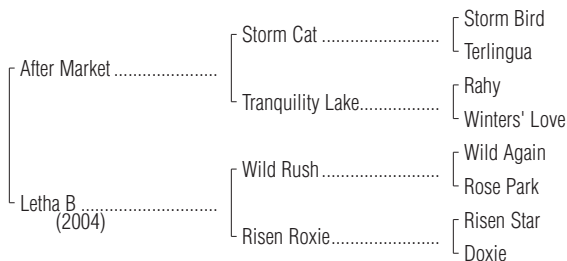 Storm Bird
Storm Cat ........................
Terlingua
After Market .....................
Rahy
Tranquility Lake................
Winters' Love
Wild Again
Wild Rush ........................
Rose Park
Letha B ............................
(2004)
Risen Star
Risen Roxie......................
Doxie